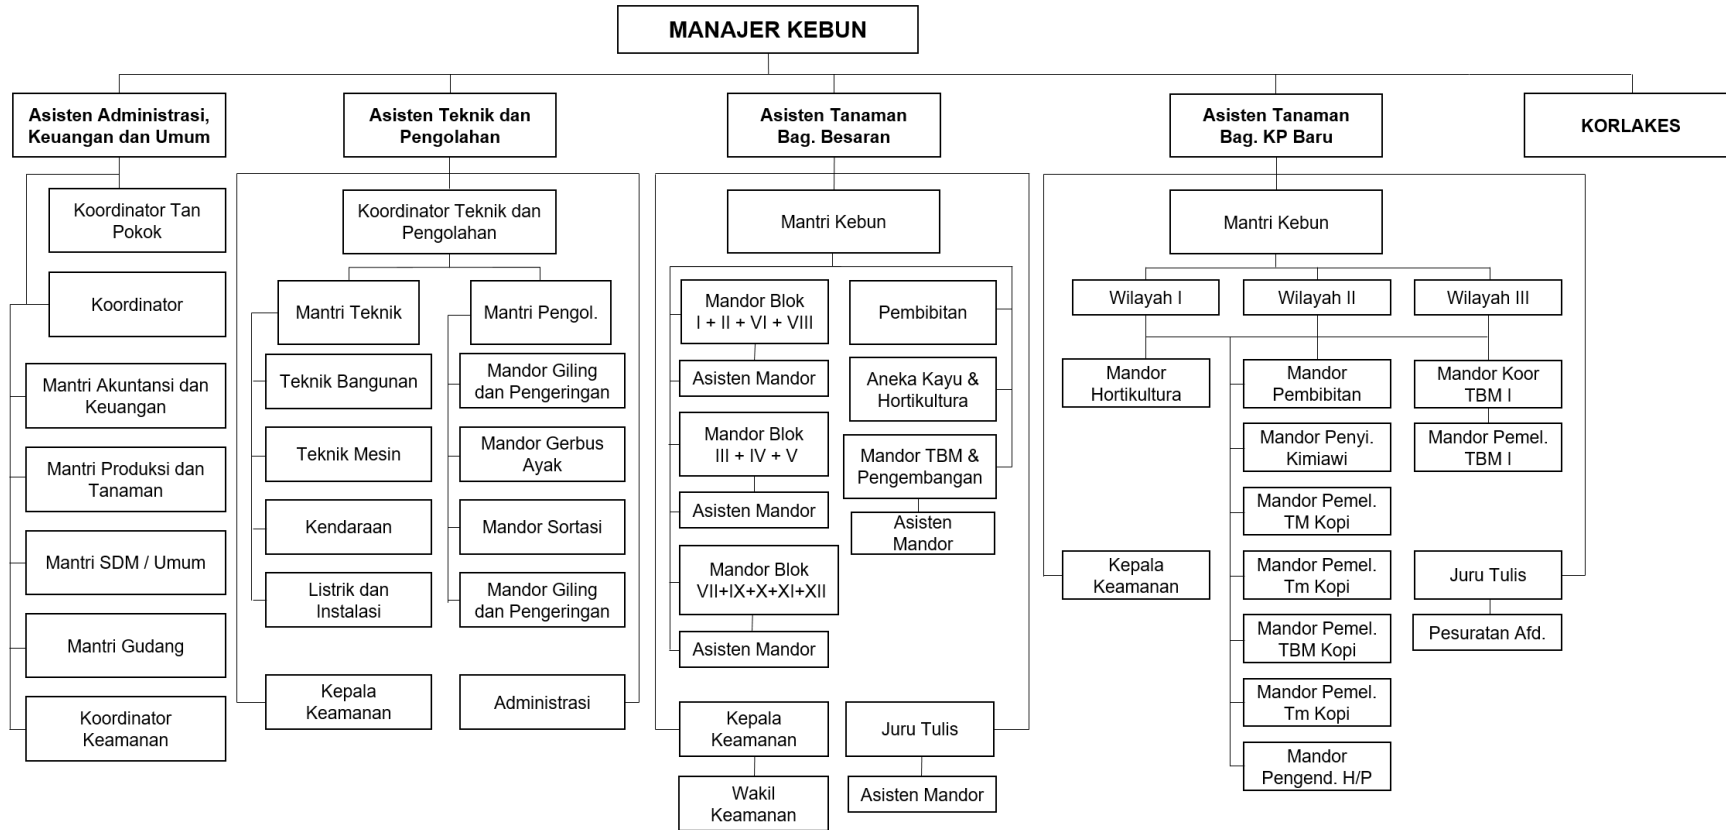 MANAJER KEBUN
Asisten Administrasi,
Keuangan dan Umum
Koordinator Tan
Pokok
Koordinator
Mantri Akuntansi dan
Keuangan
Mantri Produksi dan
Tanaman
Mantri SDM / Umum
Mantri Gudang
Koordinator
Keamanan
Asisten Teknik dan
Pengolahan
Koordinator Teknik dan
Pengolahan
Mantri Teknik
Teknik Bangunan
Teknik Mesin
Kendaraan
Listrik dan
Instalasi
Mantri Pengol.
Mandor Giling
dan Pengeringan
Mandor Gerbus
Ayak
Mandor Sortasi
Mandor Giling
dan Pengeringan
Kepala
Keamanan
Administrasi
Asisten Tanaman
Bag. Besaran
Mantri Kebun
Mandor Blok
I + II + VI + VIII
Asisten Mandor
Mandor Blok
III + IV + V
Asisten Mandor
Mandor Blok
VII+IX+X+XI+XII
Asisten Mandor
Pembibitan
Aneka Kayu &
Hortikultura
Mandor TBM &
Pengembangan
Asisten
Mandor
Kepala
Keamanan
Wakil
Keamanan
Juru Tulis
Asisten Mandor
Asisten Tanaman
Bag. KP Baru
Mantri Kebun
Wilayah I
Wilayah II
Wilayah III
Mandor
Hortikultura
Mandor
Pembibitan
Mandor Penyi.
Kimiawi
Mandor Pemel.
TM Kopi
Mandor Pemel.
Tm Kopi
Mandor Pemel.
TBM Kopi
Mandor Pemel.
Tm Kopi
Mandor
Pengend. H/P
Mandor Koor
TBM I
Mandor Pemel.
TBM I
Kepala
Keamanan
Juru Tulis
Pesuratan Afd.
KORLAKES